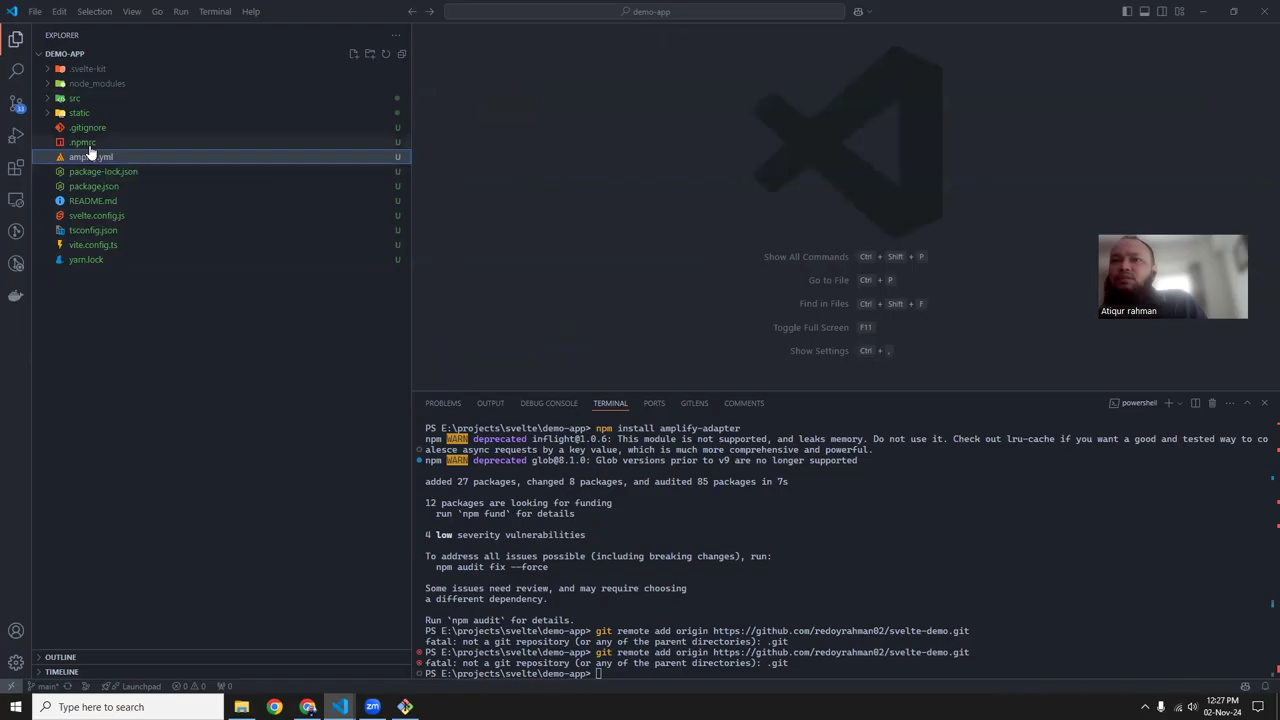 File Edit Selection View Go Run Terminal Help
demo-app
EXPLORER
DEMO-APP
.svelte-kit
node_modules
src
static
.gitignore U
.npmrc U
yml U
package-lock.json U
package.json U
README.md U
svelte.config.js U
tsconfig.json U
vite.config.ts U
yarn.lock U
Show All Commands Ctrl + Shift + P
Go to File Ctrl + P
Find in Files Ctrl + Shift + F
Toggle Full Screen F11
Show Settings Ctrl + ,
Atiqur rahman
PROBLEMS OUTPUT DEBUG CONSOLE TERMINAL PORTS GITLENS COMMENTS
powershell
PS E:\projects\svelte\demo-app> npm install amplify-adapter
npm WARN deprecated inflight@1.0.6: This module is not supported, and leaks memory. Do not use it. Check out lru-cache if you want a good and tested way to co
alesce async requests by a key value, which is much more comprehensive and powerful.
npm WARN deprecated glob@8.1.0: Glob versions prior to v9 are no longer supported
added 27 packages, changed 8 packages, and audited 85 packages in 7s
12 packages are looking for funding
run `npm fund` for details
4 low severity vulnerabilities
To address all issues possible (including breaking changes), run:
npm audit fix --force
Some issues need review, and may require choosing
a different dependency.
Run `npm audit` for details.
PS E:\projects\svelte\demo-app> git remote add origin https://github.com/redoyrahman02/svelte-demo.git
fatal: not a git repository (or any of the parent directories): .git
PS E:\projects\svelte\demo-app> git remote add origin https://github.com/redoyrahman02/svelte-demo.git
fatal: not a git repository (or any of the parent directories): .git
PS E:\projects\svelte\demo-app>
OUTLINE
TIMELINE
main* Launchpad 0 0 0
Type here to search
12:27 PM
02-Nov-24